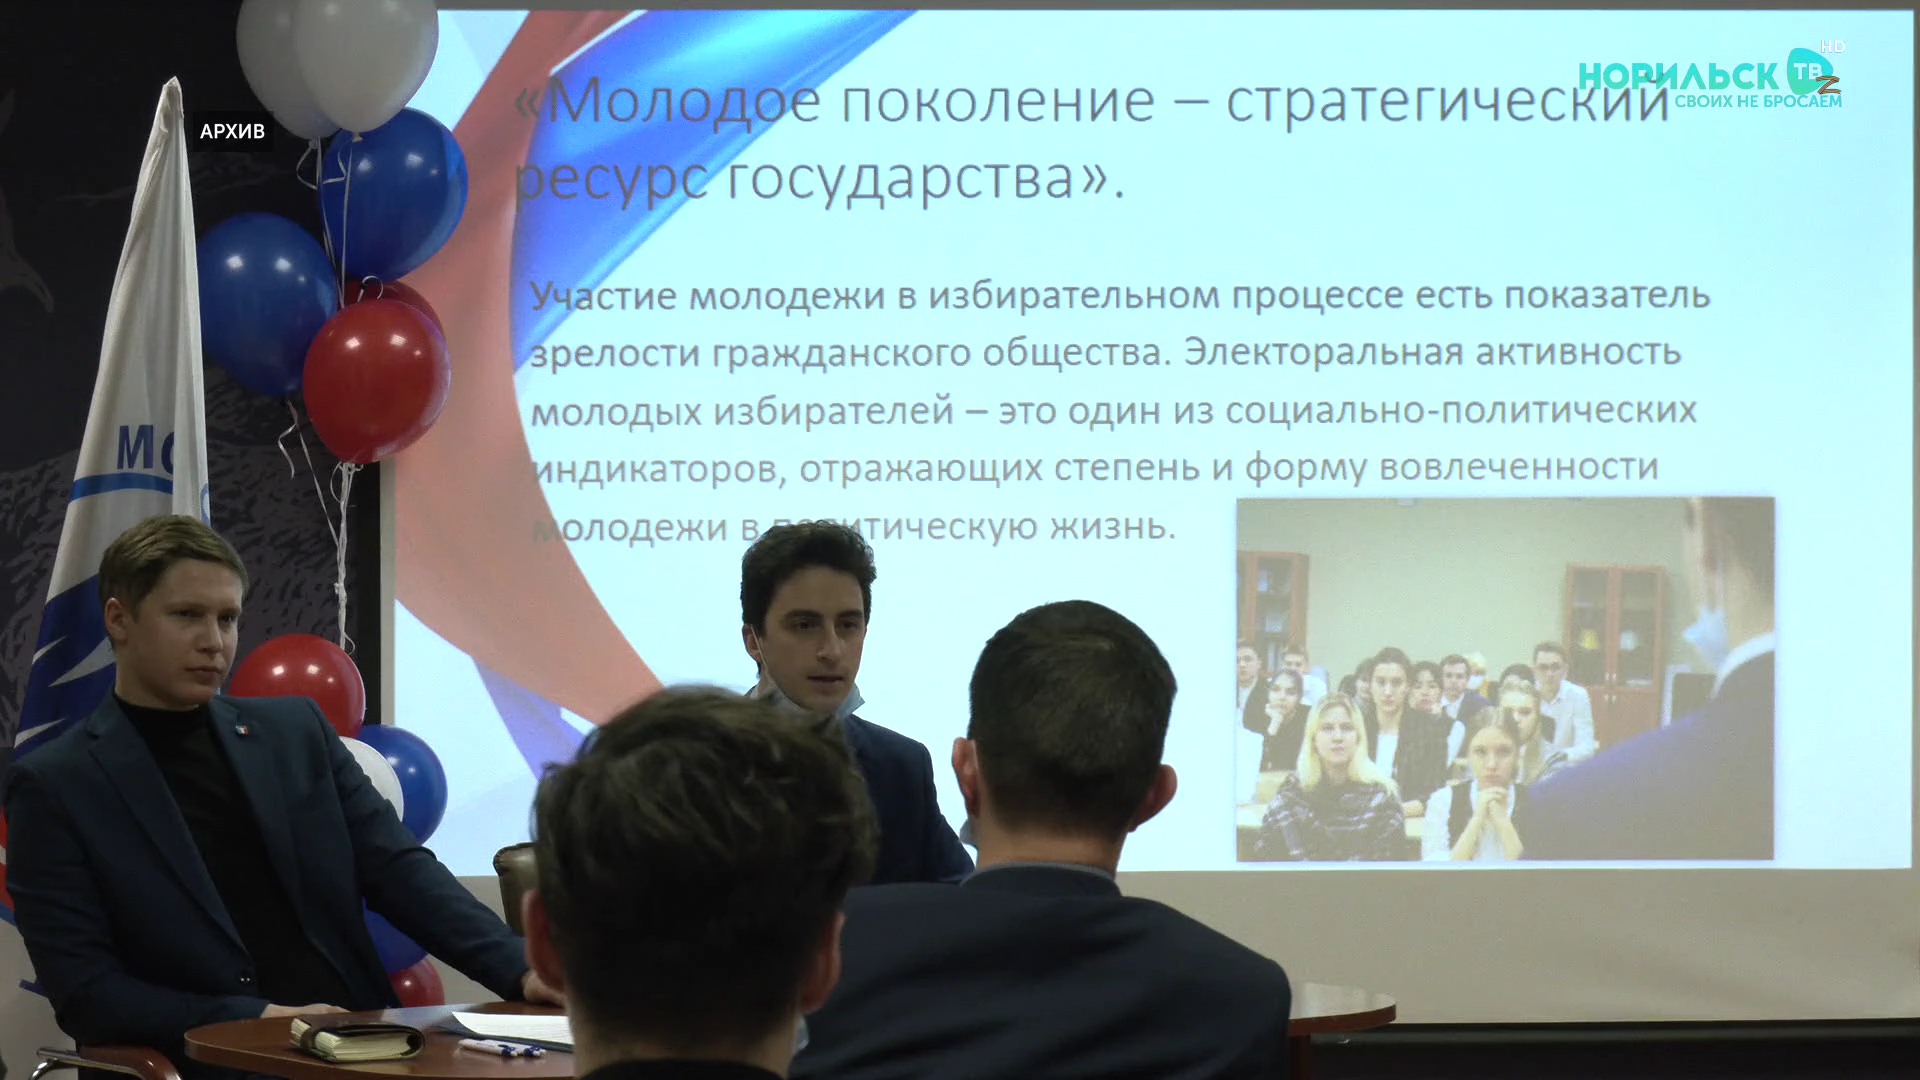 HD
НОРИЛЬСК ТВ
Z
СВОИХ НЕ БРОСАЕМ
АРХИВ
«Молодое поколение – стратегический
ресурс государства».
Участие молодежи в избирательном процессе есть показатель
зрелости гражданского общества. Электоральная активность
молодых избирателей – это один из социально-политических
индикаторов, отражающих степень и форму вовлеченности
молодежи в политическую жизнь.